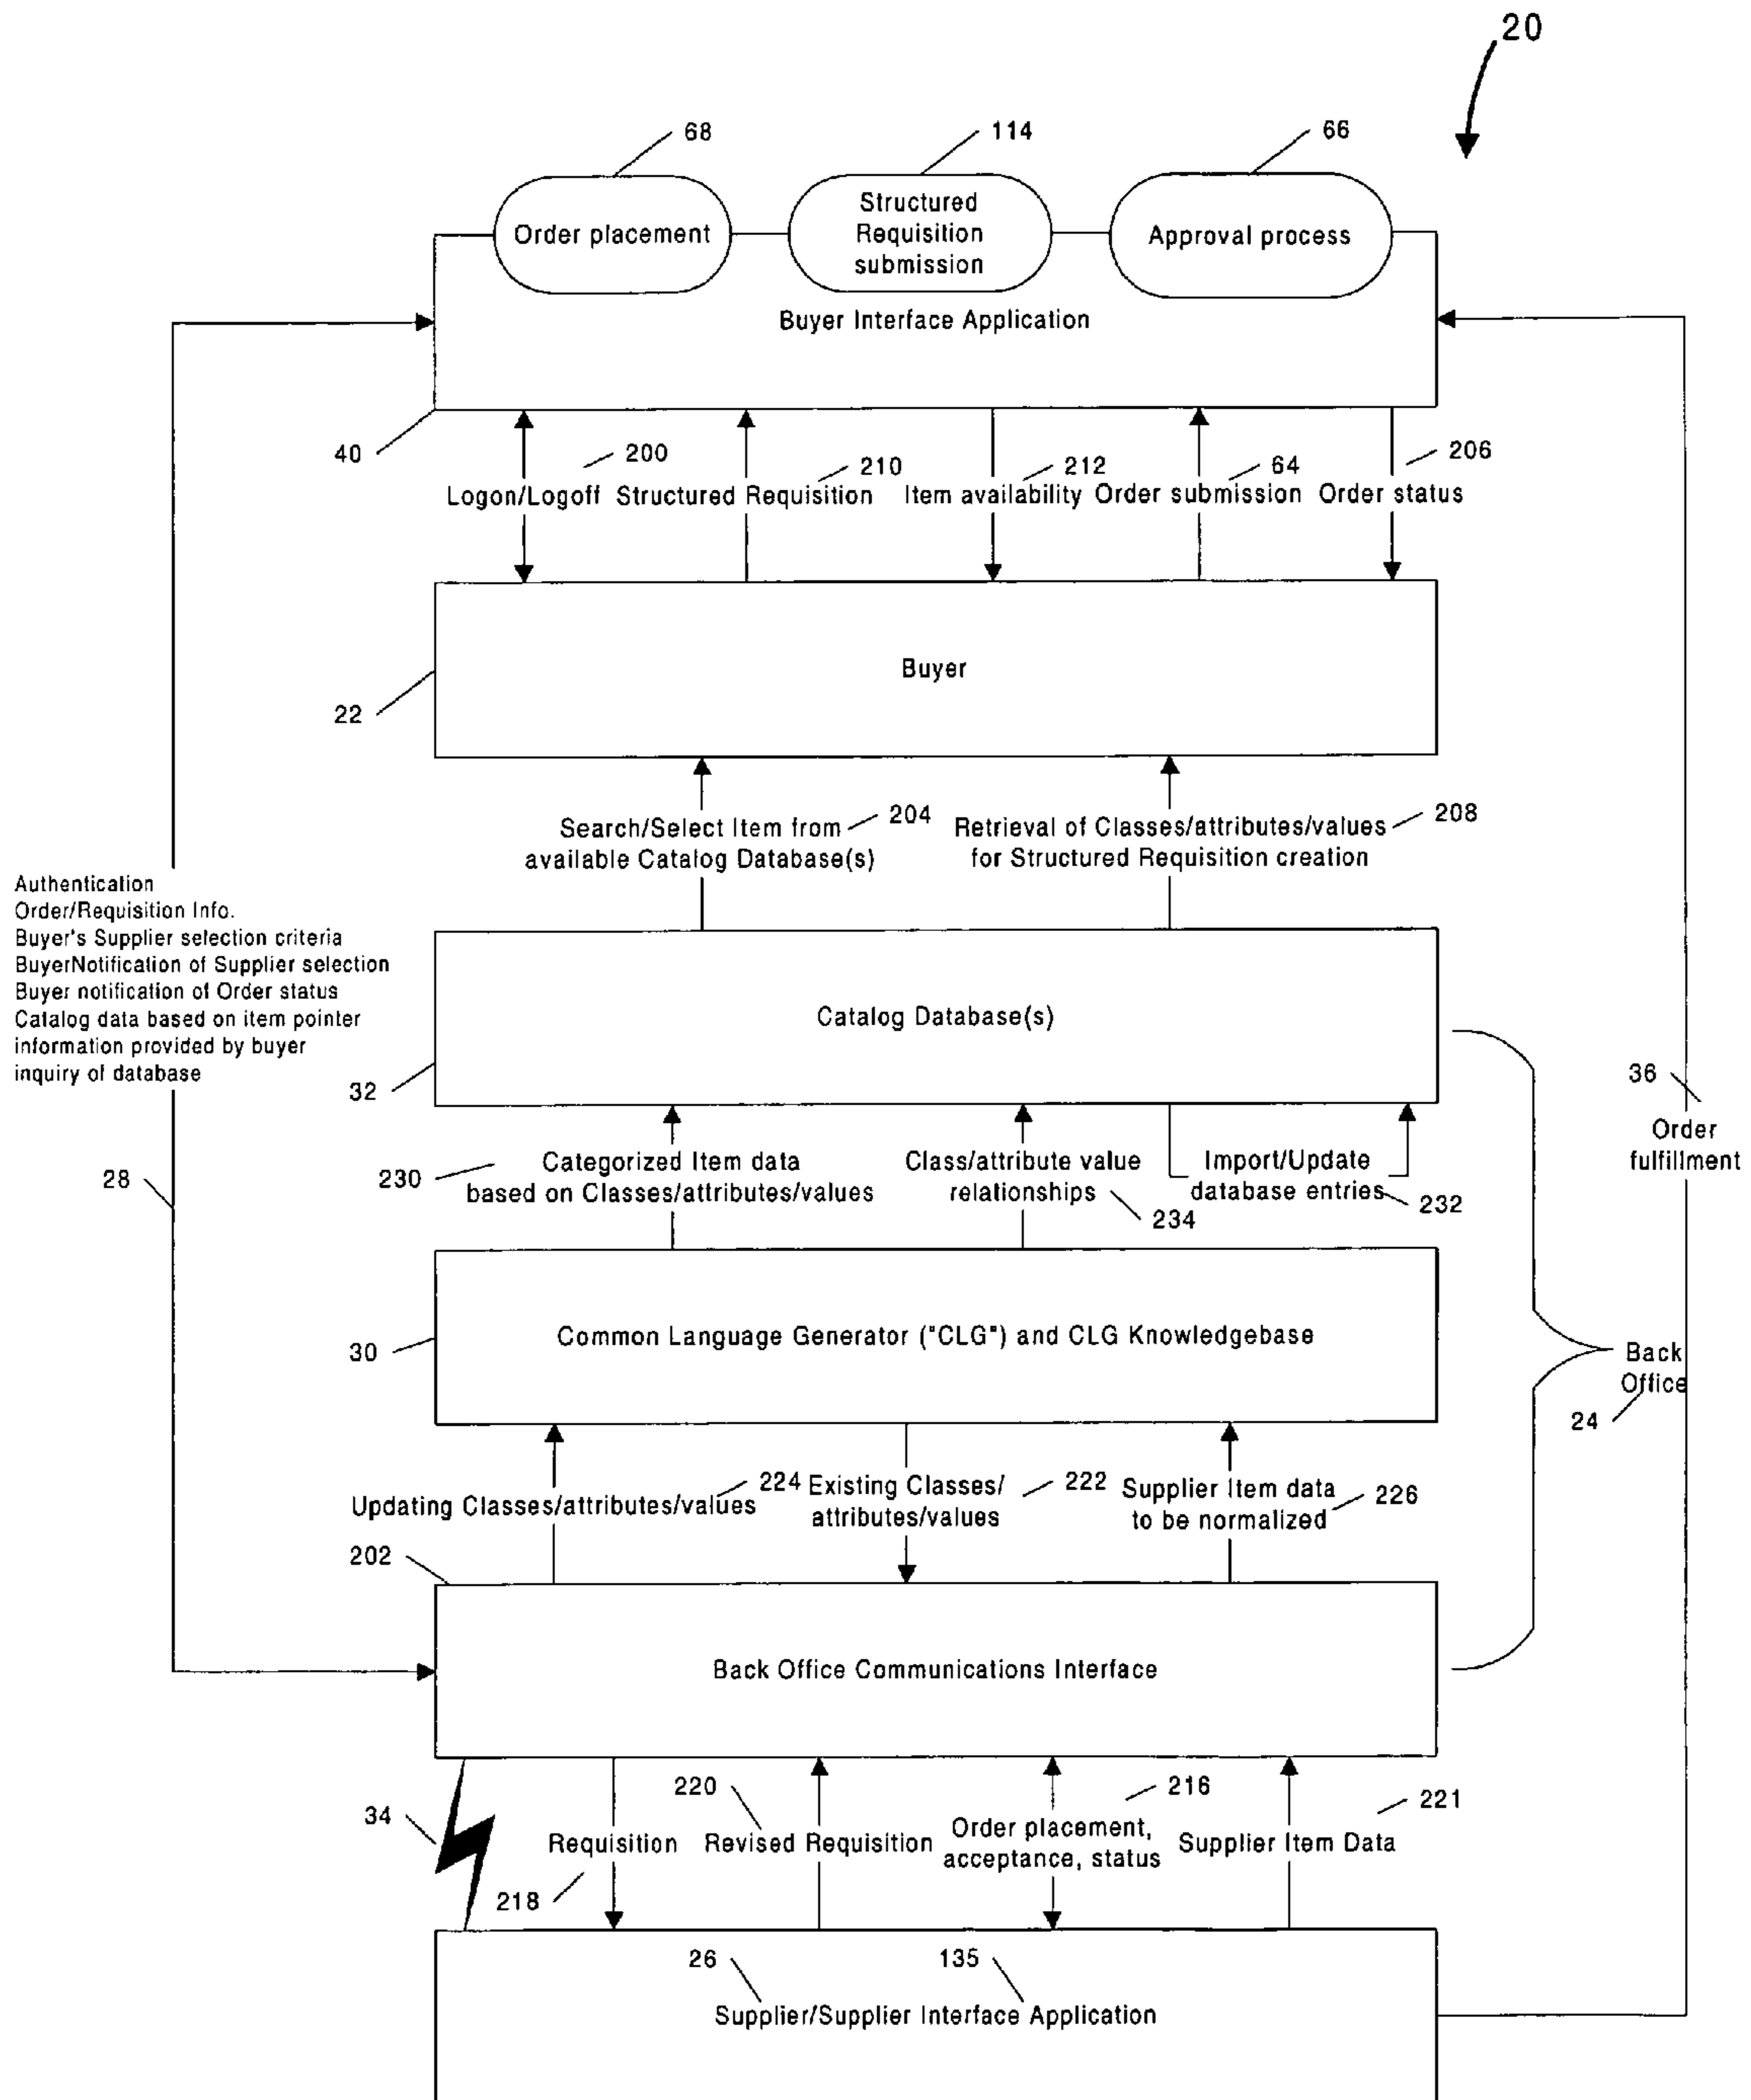 20
68
114
66
Order placement
Structured
Requisition
submission
Approval process
Buyer Interface Application
40
200
210
212
64
206
Logon/Logoff
Structured Requisition
Item availability
Order submission
Order status
Buyer
22
Search/Select Item from
available Catalog Database(s)
204
Retrieval of Classes/attributes/values
for Structured Requisition creation
208
Authentication
Order/Requisition Info.
Buyer's Supplier selection criteria
BuyerNotification of Supplier selection
Buyer notification of Order status
Catalog data based on item pointer
information provided by buyer
inquiry of database
28
Catalog Database(s)
32
36
Order
fulfillment
230
Categorized Item data
based on Classes/attributes/values
Class/attribute value
relationships
234
Import/Update
database entries
232
Common Language Generator ("CLG") and CLG Knowledgebase
30
Back
Office
24
Updating Classes/attributes/values
224
Existing Classes/
attributes/values
222
Supplier Item data
to be normalized
226
202
Back Office Communications Interface
34
Requisition
218
220
Revised Requisition
216
Order placement,
acceptance, status
221
Supplier Item Data
26
135
Supplier/Supplier Interface Application